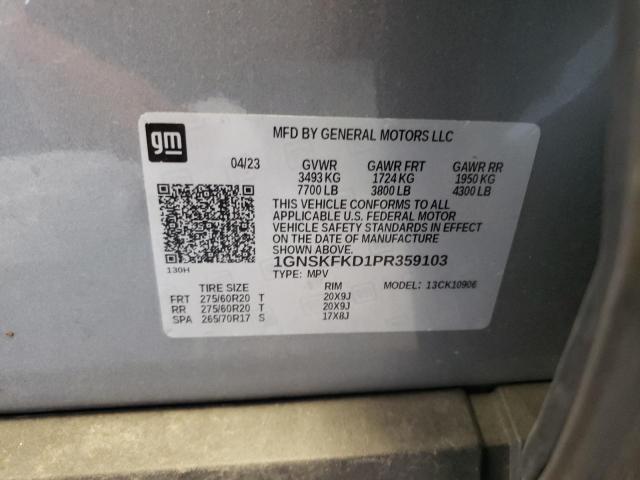 gm
MFD BY GENERAL MOTORS LLC
04/23 GVWR GAWR FRT GAWR RR
3493 KG 1724 KG 1950 KG
7700 LB 3800 LB 4300 LB
THIS VEHICLE CONFORMS TO ALL
APPLICABLE U.S. FEDERAL MOTOR
VEHICLE SAFETY STANDARDS IN EFFECT
ON THE DATE OF MANUFACTURE
SHOWN ABOVE.
1GNSKFKD1PR359103
130H
TYPE: MPV MODEL: 13CK10906
TIRE SIZE RIM
FRT 275/60R20 T 20X9J
RR 275/60R20 T 20X9J
SPA 265/70R17 S 17X8J